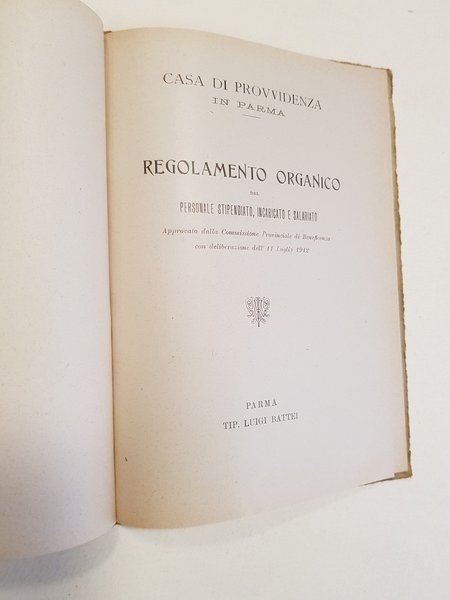 CASA DI PROVVIDENZA
IN PARMA
REGOLAMENTO ORGANICO
DEL
PERSONALE STIPENDIATO, INCARICATO E SALARIATO
Approvato dalla Commissione Provinciale di Beneficenza
con deliberazione dell' 11 Luglio 1912
PARMA
TIP. LUIGI BATTEI